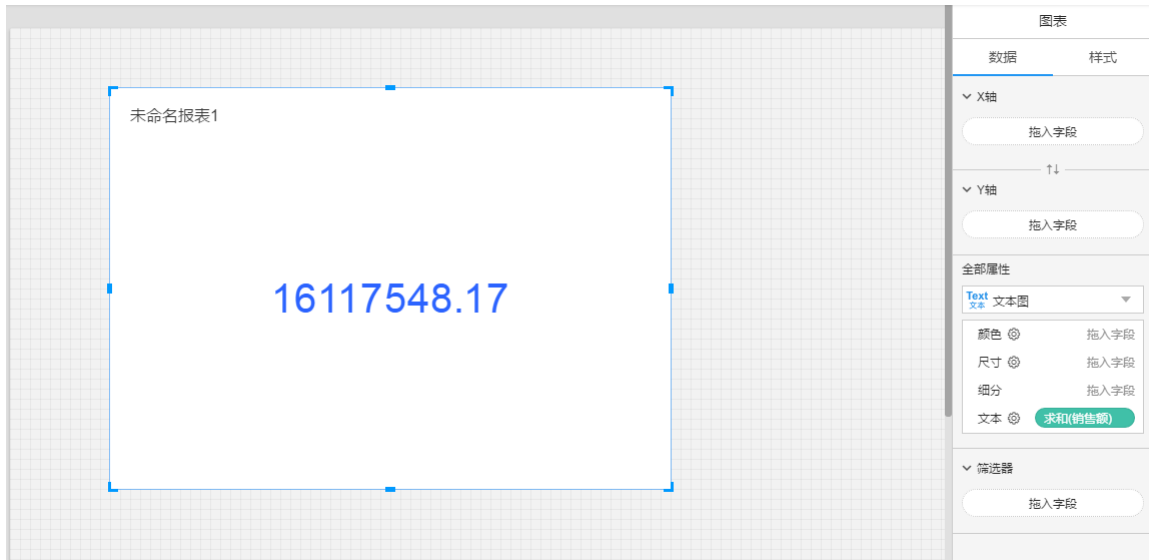 图表
数据 样式
X轴
拖入字段
未命名报表1
Y轴
拖入字段
全部属性
Text
文本
文本图
16117548.17
颜色 拖入字段
尺寸 拖入字段
细分 拖入字段
文本 求和(销售额)
筛选器
拖入字段